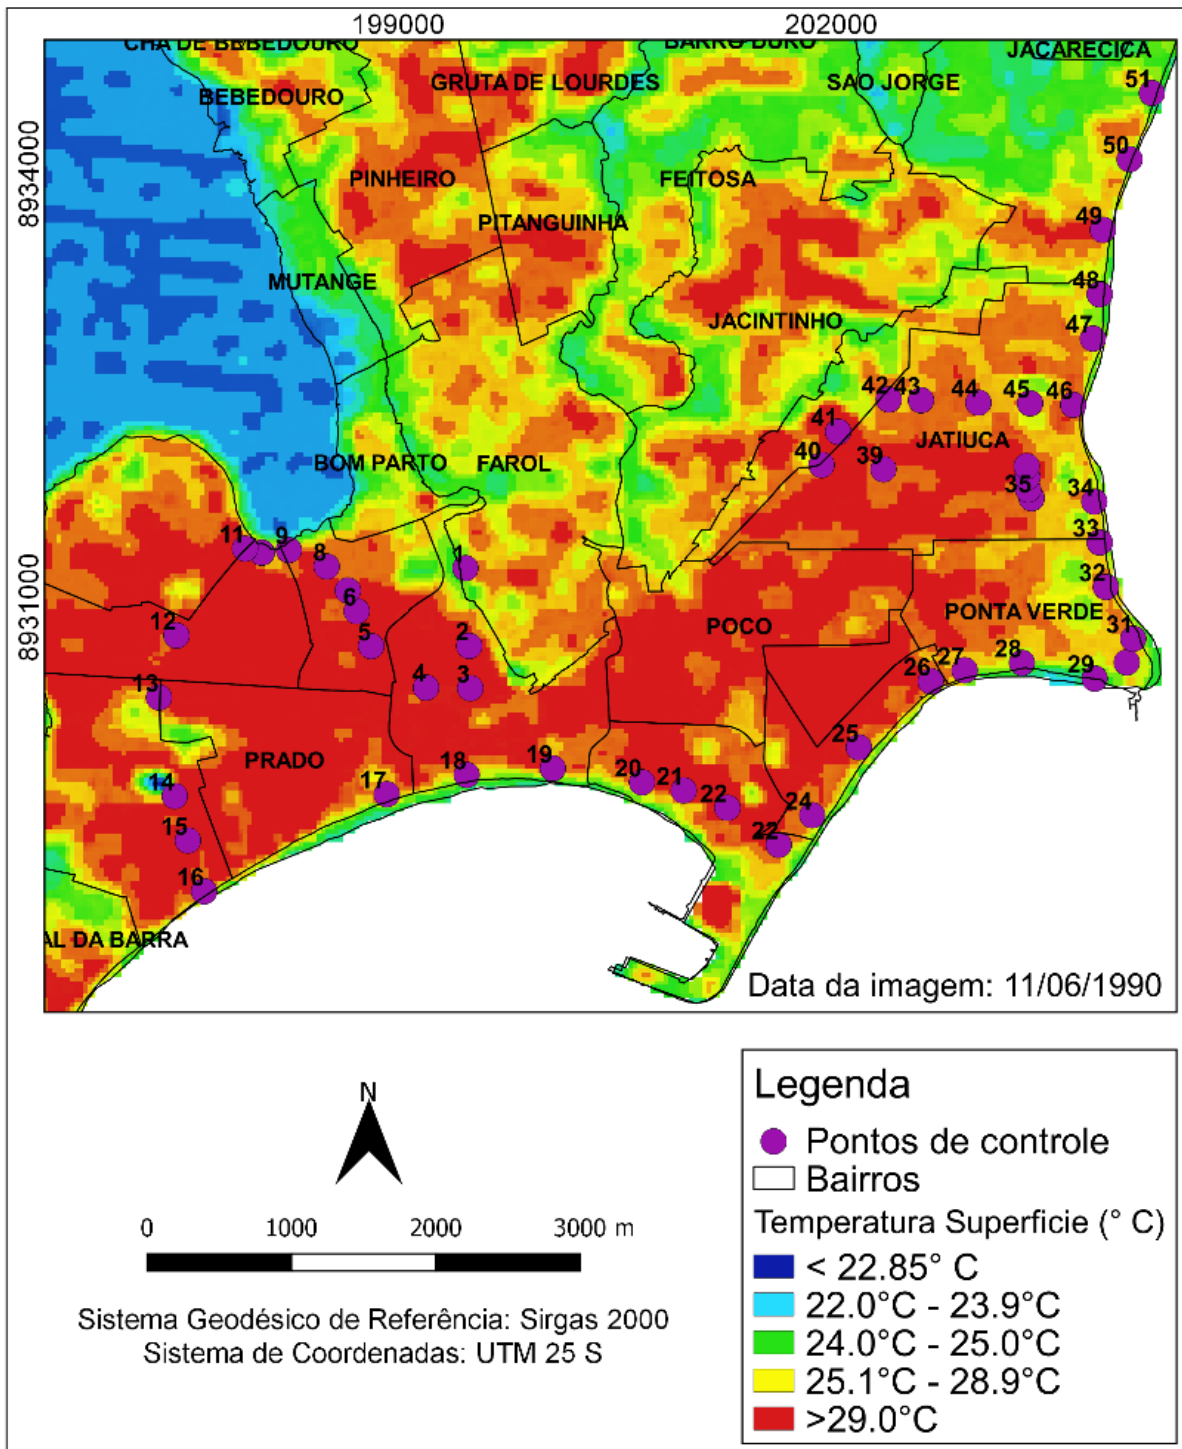 199000 202000
CHA DE BEBEDOURO BARRO DURO JACARECICA
BEBEDOURO GRUTA DE LOURDES SAO JORGE 51
8934000
50
PINHEIRO FEITOSA
PITANGUINHA 49
MUTANGE 48
JACINTINHO 47
42 43 44 45 46
41 JATIUCA
BOM PARTO FAROL 40 39
35 34
11 9 8 1 33
6 32
8931000
12 5 2 POCO PONTA VERDE 31
4 3 26 27 28 29
13
PRADO 25
14 17 18 19 20 21 22 24
15 22
16
AL DA BARRA
Data da imagem: 11/06/1990
N
0 1000 2000 3000 m
Sistema Geodésico de Referência: Sirgas 2000
Sistema de Coordenadas: UTM 25 S
Legenda
Pontos de controle
Bairros
Temperatura Superficie (° C)
< 22.85° C
22.0°C - 23.9°C
24.0°C - 25.0°C
25.1°C - 28.9°C
>29.0°C